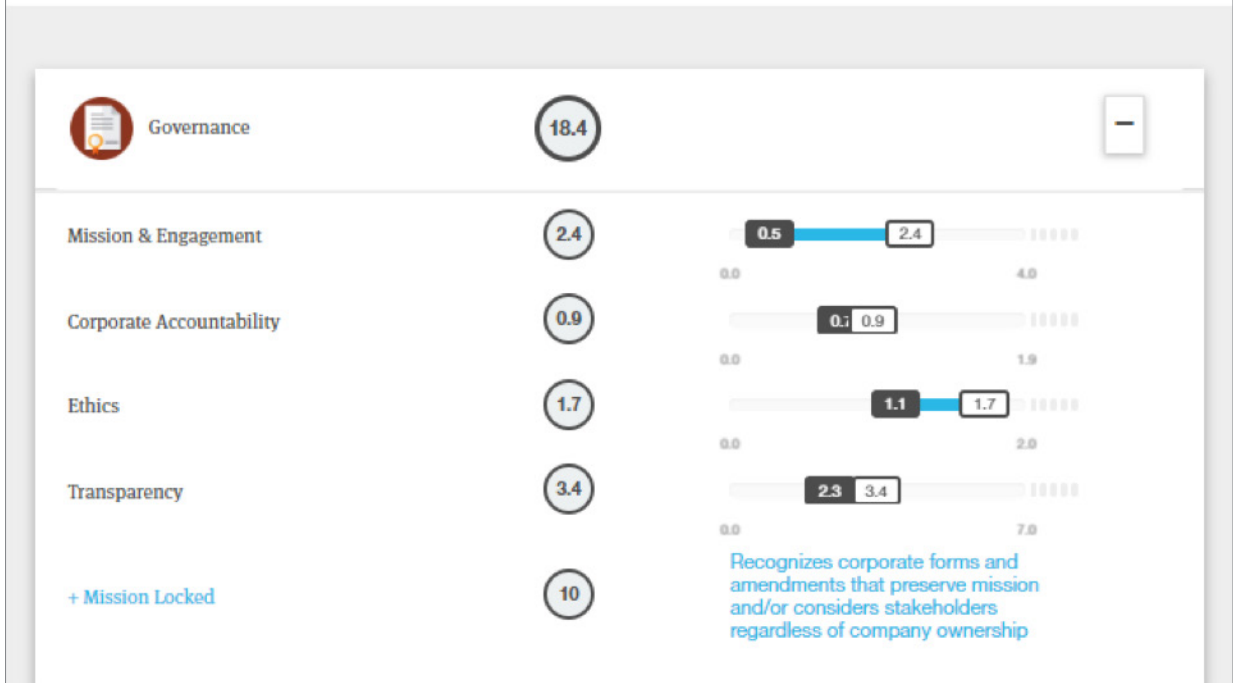 Governance 18.4 −
Mission & Engagement 2.4 0.5 2.4
0.0 4.0
Corporate Accountability 0.9 0.9
0.0 1.9
Ethics 1.7 1.1 1.7
0.0 2.0
Transparency 3.4 2.3 3.4
0.0 7.0
+ Mission Locked 10
Recognizes corporate forms and
amendments that preserve mission
and/or considers stakeholders
regardless of company ownership